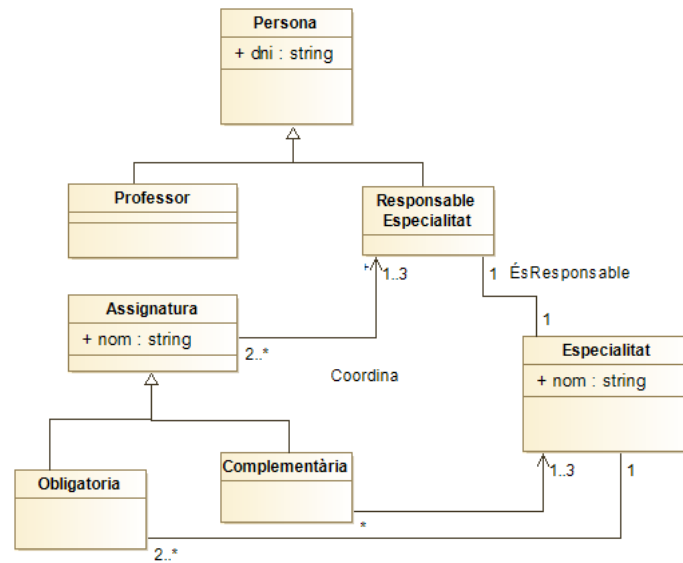 Persona
+ dni : string
Professor
Responsable
Especialitat
+
1..3
1
ÉsResponsable
Assignatura
+ nom : string
2..*
1
Especialitat
+ nom : string
Coordina
Complementària
Obligatoria
1..3
1
*
2..*